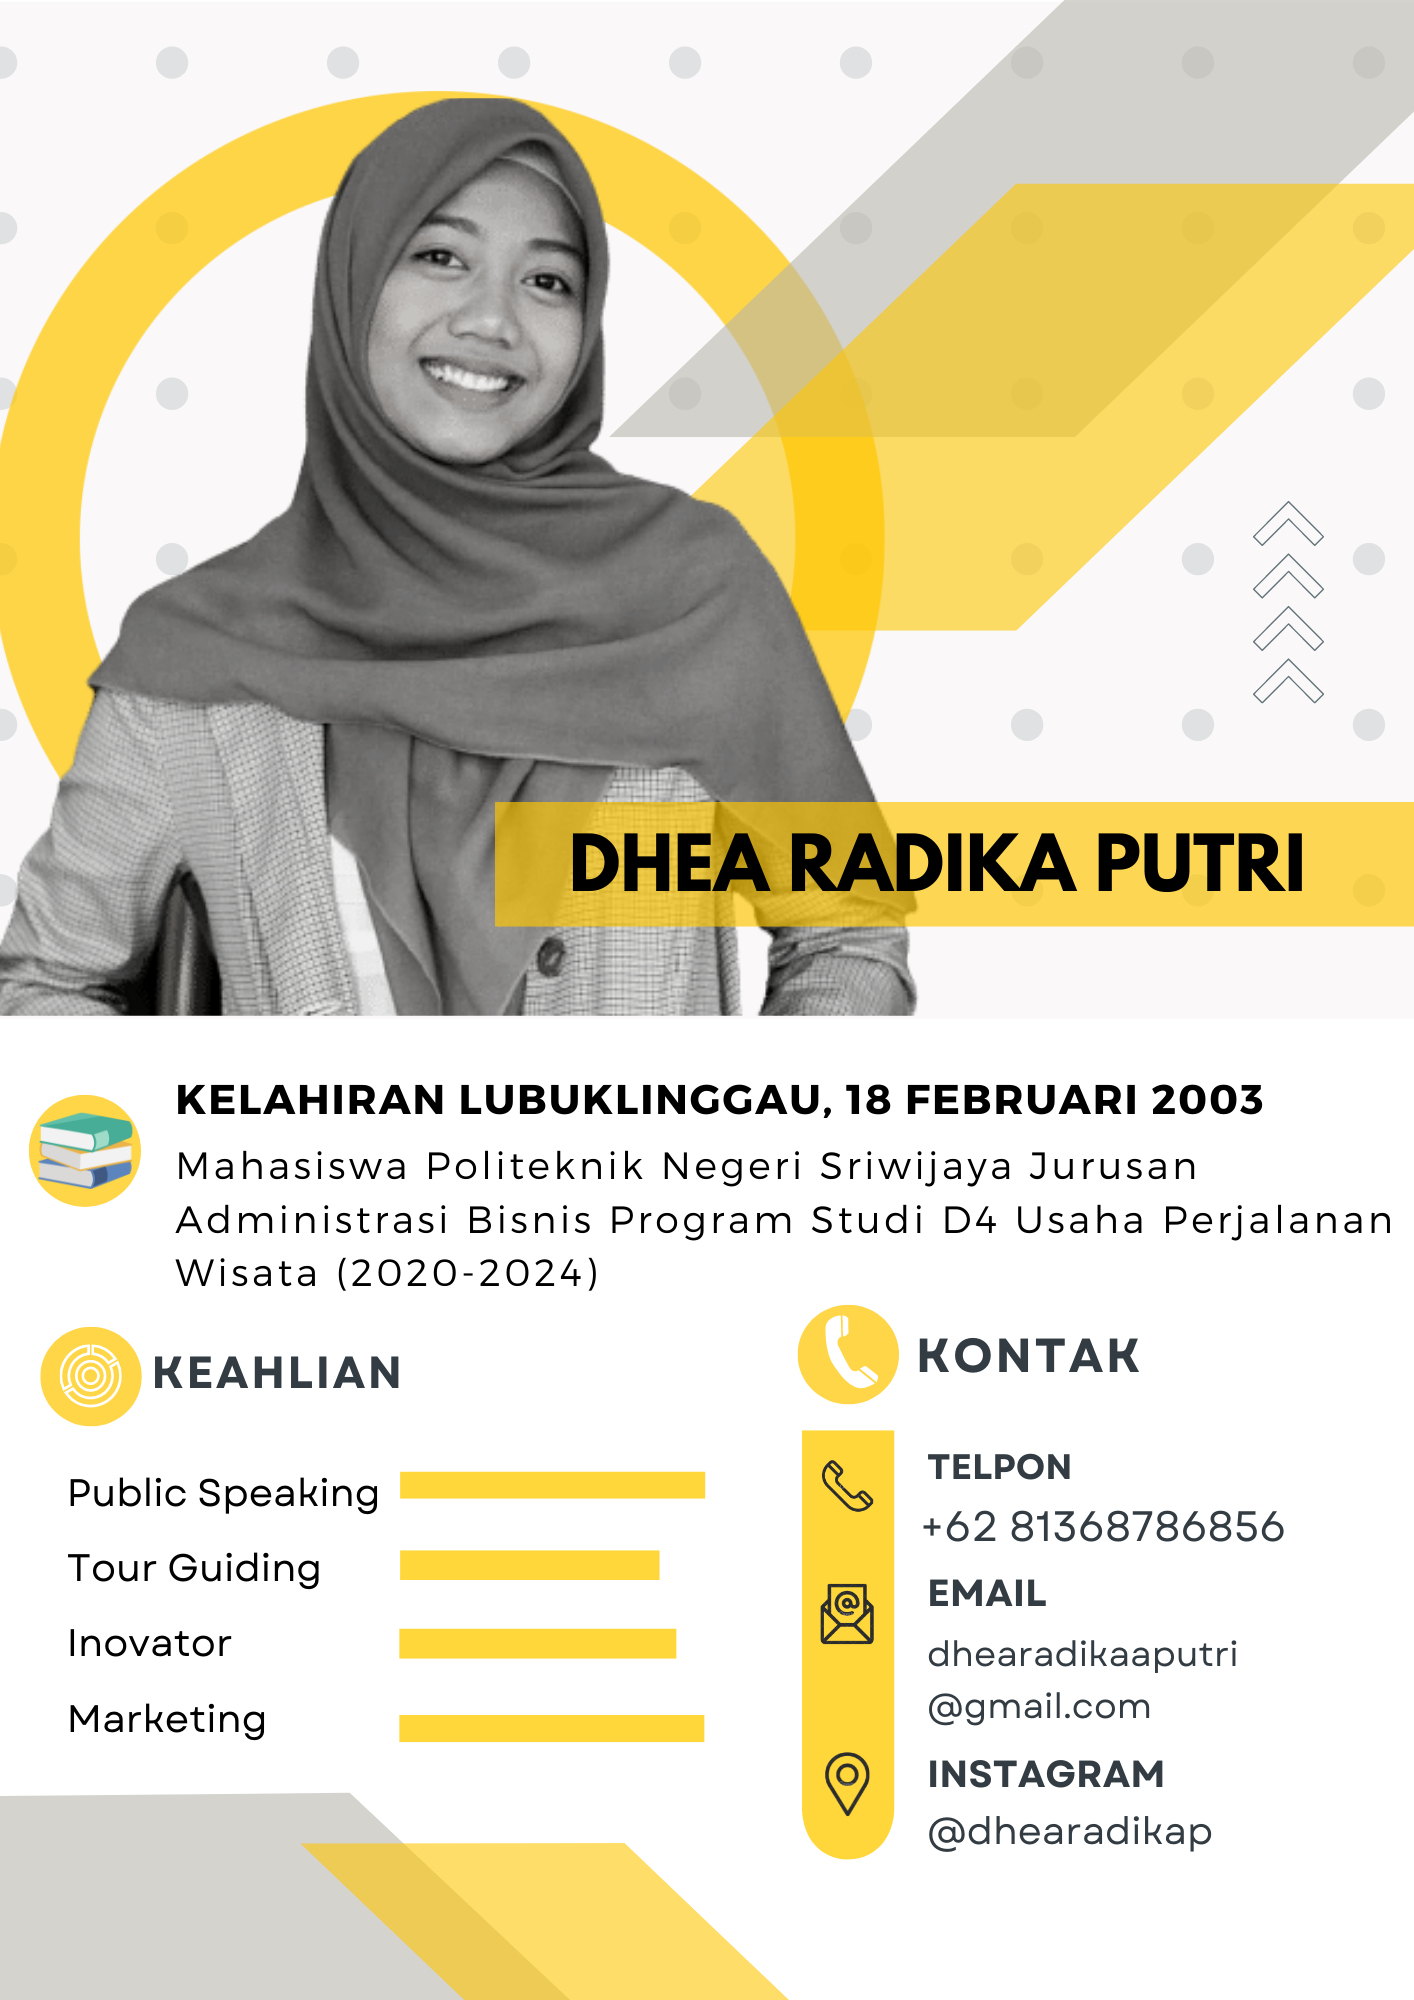 DHEA RADIKA PUTRI
KELAHIRAN LUBUKLINGGAU, 18 FEBRUARI 2003
Mahasiswa Politeknik Negeri Sriwijaya Jurusan
Administrasi Bisnis Program Studi D4 Usaha Perjalanan
Wisata (2020-2024)
KEAHLIAN
Public Speaking
Tour Guiding
Inovator
Marketing
KONTAK
TELPON
+62 81368786856
EMAIL
dhearadikaaputri
@gmail.com
INSTAGRAM
@dhearadikap